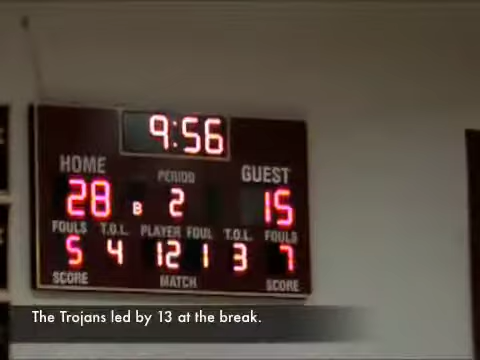 9:56
HOME PERIOD GUEST
28 B 2 15
FOULS T.O.L. PLAYER FOUL T.O.L. FOULS
5 4 12 1 3 7
SCORE MATCH SCORE
The Trojans led by 13 at the break.